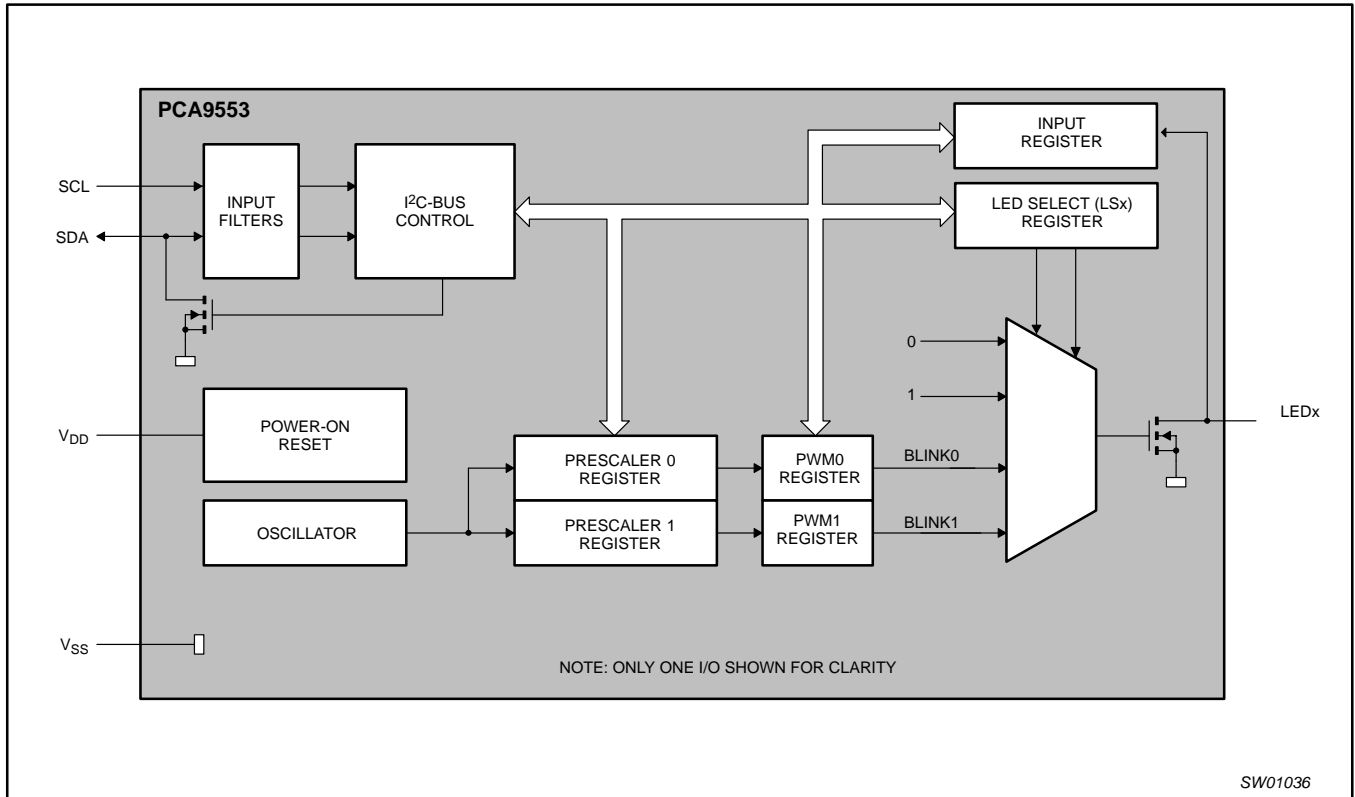 PCA9553
SCL
SDA
INPUT
FILTERS
I²C-BUS
CONTROL
INPUT
REGISTER
LED SELECT (LSx)
REGISTER
0
1
LEDx
V_DD
POWER-ON
RESET
OSCILLATOR
PRESCALER 0
REGISTER
PRESCALER 1
REGISTER
PWM0
REGISTER
PWM1
REGISTER
BLINK0
BLINK1
V_SS
NOTE: ONLY ONE I/O SHOWN FOR CLARITY
SW01036